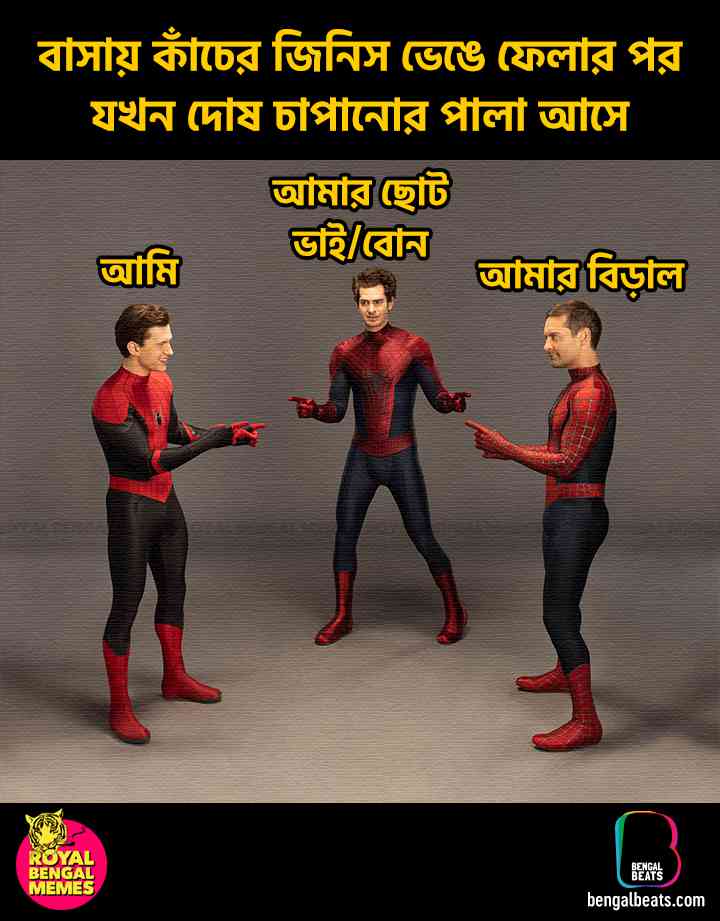 বাসায় কাঁচের জিনিস ভেঙে ফেলার পর
যখন দোষ চাপানোর পালা আসে
আমার ছোট
ভাই/বোন
আমি
আমার বিড়াল
ROYAL
BENGAL
MEMES
BENGAL
BEATS
bengalbeats.com